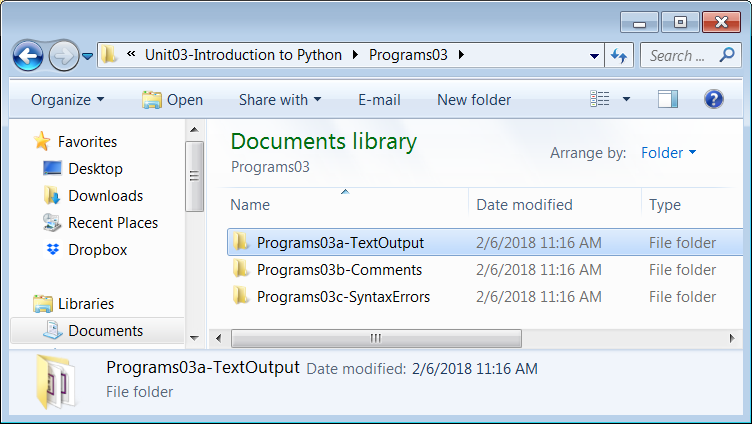 « Unit03-Introduction to Python Programs03 Search ...
Organize Open Share with E-mail New folder
Favorites
Desktop
Downloads
Recent Places
Dropbox
Libraries
Documents
Documents library
Programs03
Arrange by: Folder
Name Date modified Type
Programs03a-TextOutput 2/6/2018 11:16 AM File folder
Programs03b-Comments 2/6/2018 11:16 AM File folder
Programs03c-SyntaxErrors 2/6/2018 11:16 AM File folder
Programs03a-TextOutput Date modified: 2/6/2018 11:16 AM
File folder